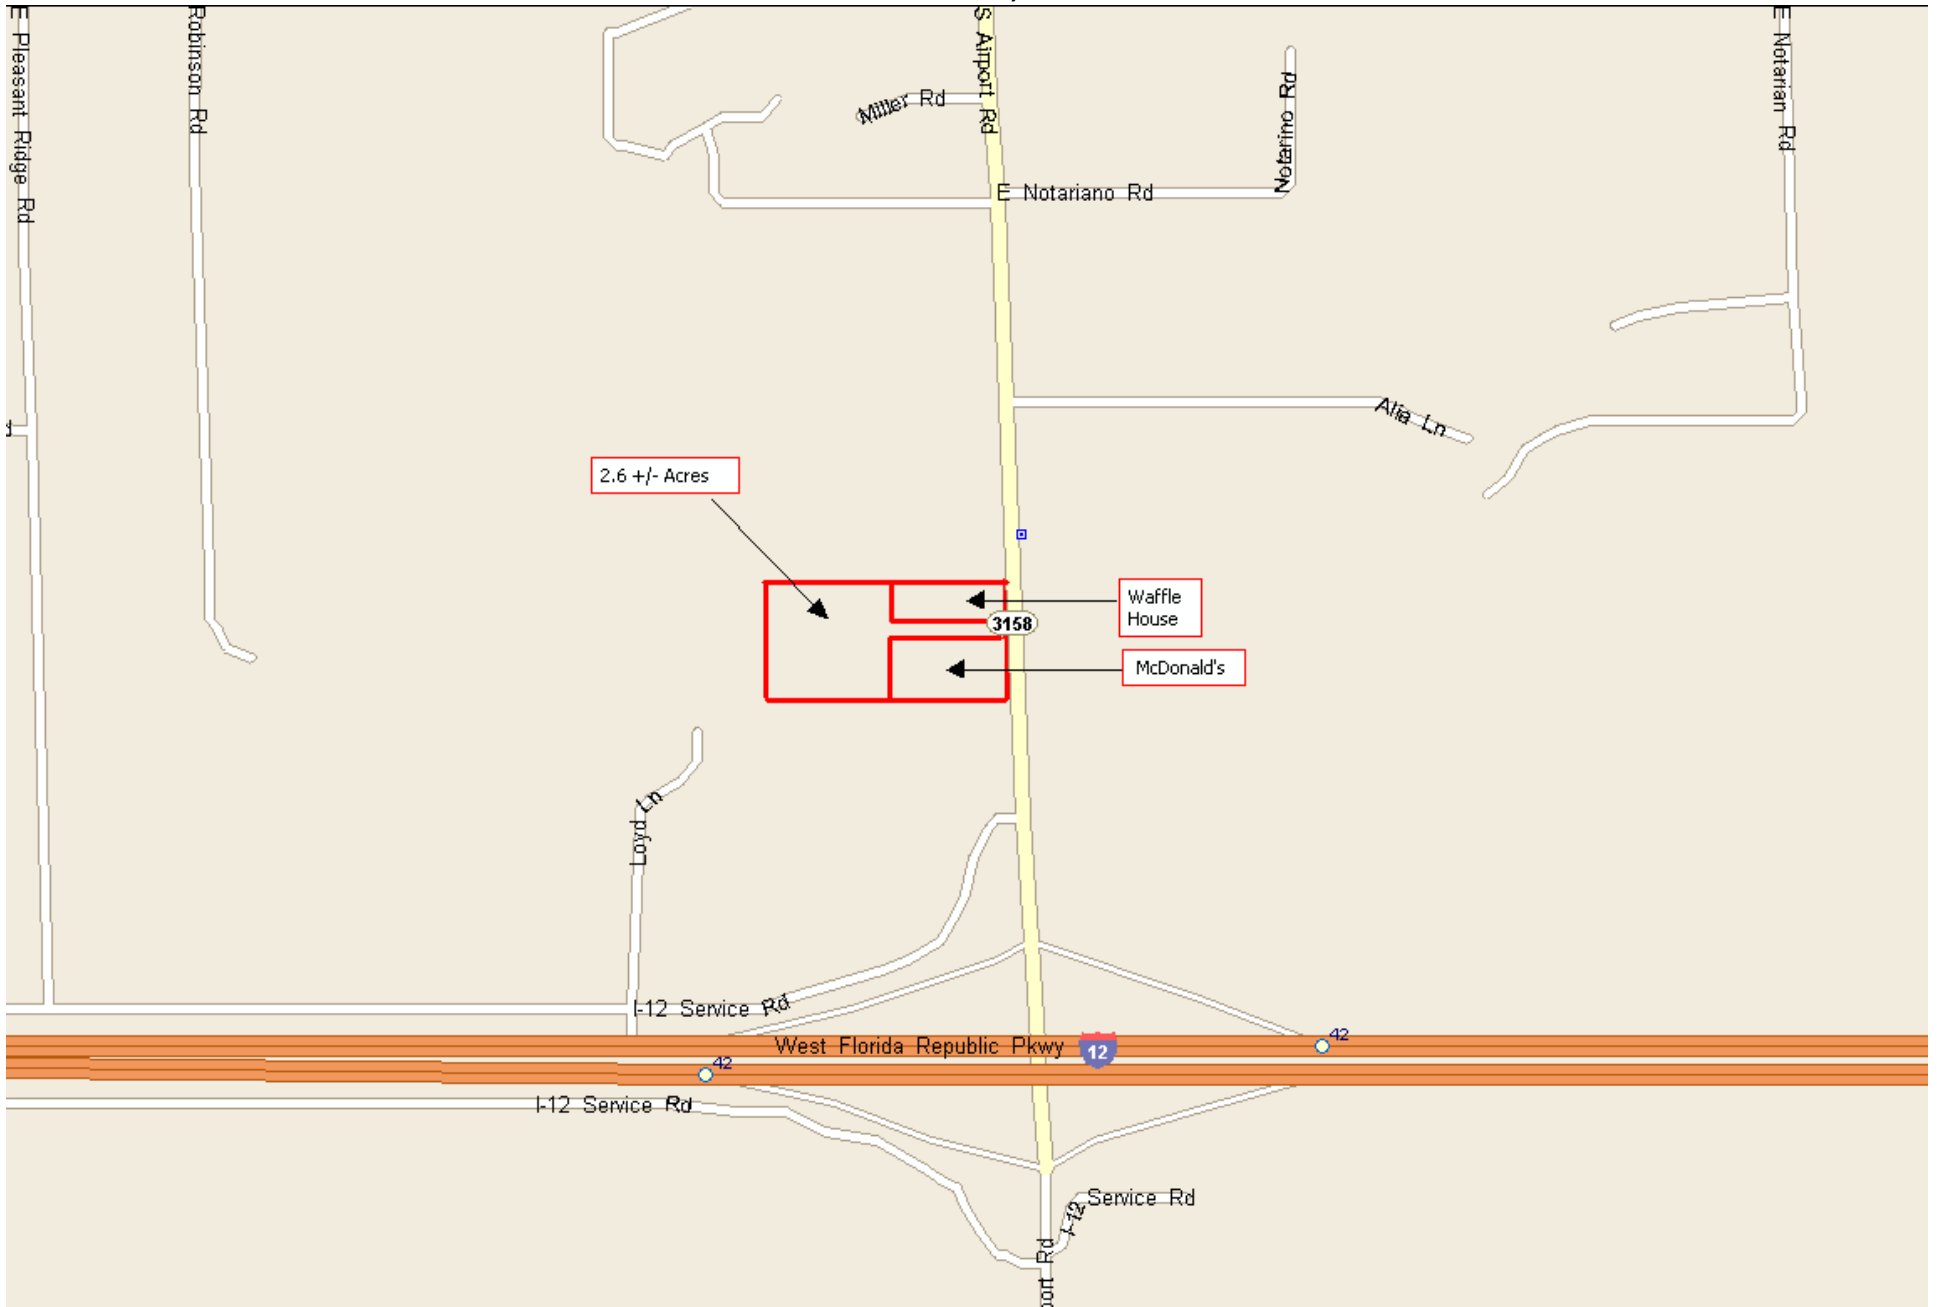 E Pleasant Ridge Rd
Robinson Rd
S Airport Rd
Miller Rd
Notarino Rd
E Notarian Rd
E Notariano Rd
Alia Ln
2.6 +/- Acres
Waffle
House
3158
McDonald's
Loyd Ln
I-12 Service Rd
West Florida Republic Pkwy
12
42
42
I-12 Service Rd
I-12 Service Rd
Rd